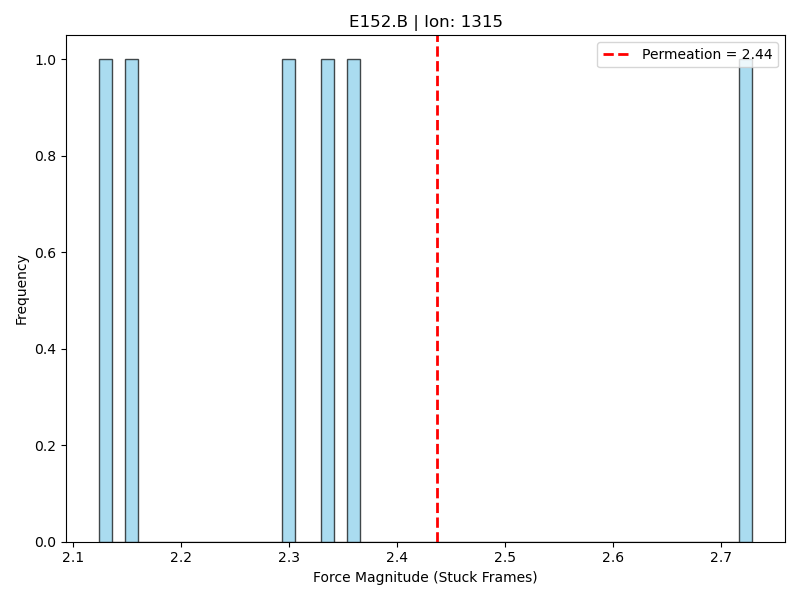 E152.B | Ion: 1315
Permeation = 2.44
1.0
0.8
0.6
0.4
0.2
0.0
Frequency
2.1 2.2 2.3 2.4 2.5 2.6 2.7
Force Magnitude (Stuck Frames)